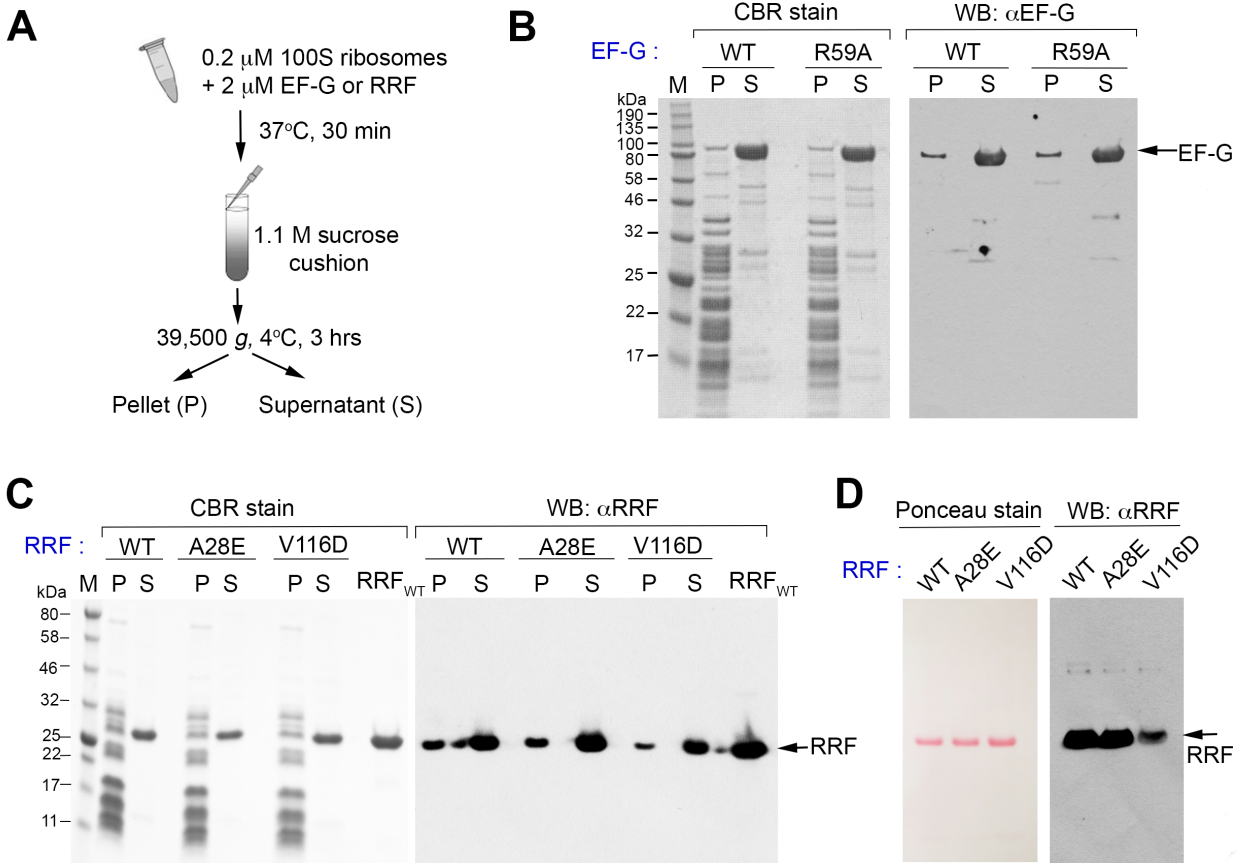 A
0.2 μM 100S ribosomes
+ 2 μM EF-G or RRF
37°C, 30 min
1.1 M sucrose
cushion
39,500 g, 4°C, 3 hrs
Pellet (P)
Supernatant (S)
B
CBR stain
WB: αEF-G
EF-G :
WT
R59A
WT
R59A
M
P
S
P
S
P
S
P
S
kDa
190
135
100
80
58
46
32
25
22
17
EF-G
C
CBR stain
WB: αRRF
RRF :
WT
A28E
V116D
WT
A28E
V116D
M
P
S
P
S
P
S
RRFWT
P
S
P
S
P
S
RRFWT
kDa
80
58
46
32
25
22
17
11
RRF
D
Ponceau stain
WB: αRRF
RRF :
WT
A28E
V116D
WT
A28E
V116D
RRF